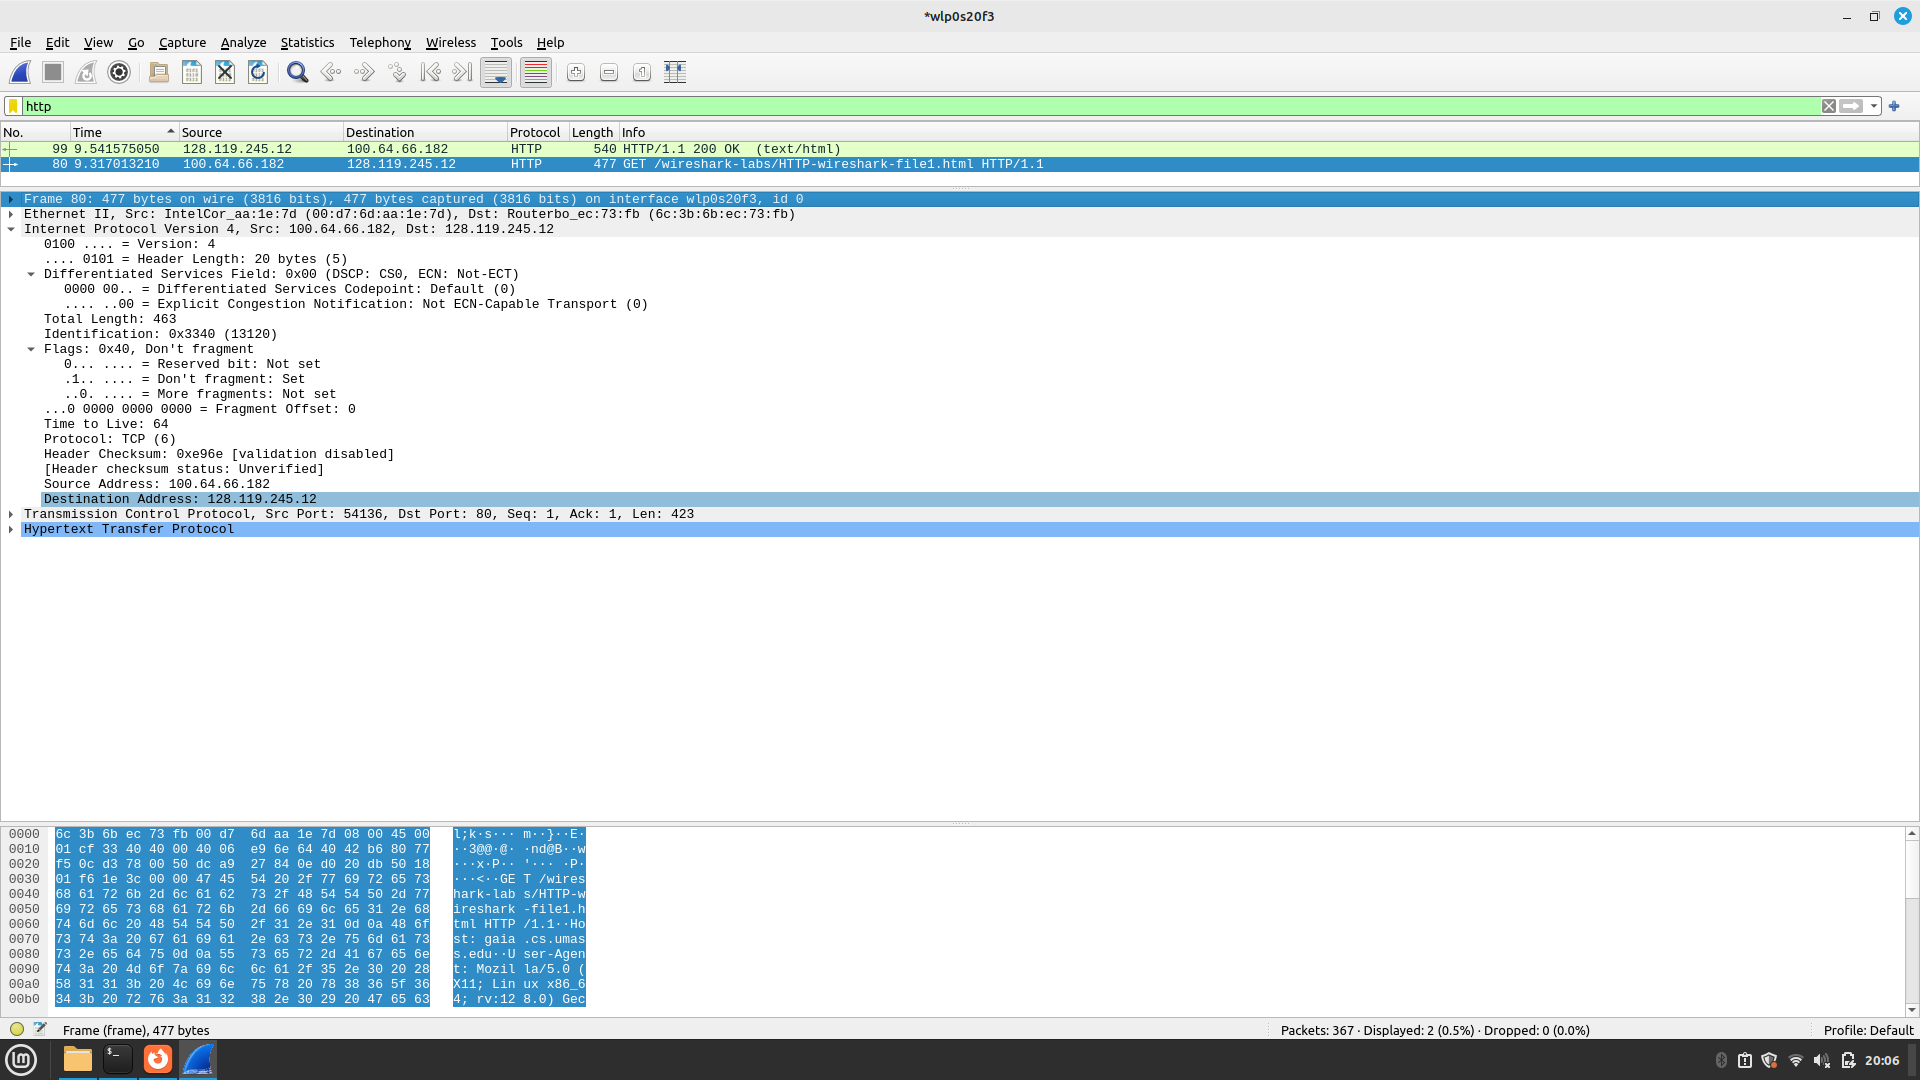 *wlp0s20f3
File Edit View Go Capture Analyze Statistics Telephony Wireless Tools Help
http
No. Time Source Destination Protocol Length Info
99 9.541575050 128.119.245.12 100.64.66.182 HTTP 540 HTTP/1.1 200 OK  (text/html)
80 9.317013210 100.64.66.182 128.119.245.12 HTTP 477 GET /wireshark-labs/HTTP-wireshark-file1.html HTTP/1.1
Frame 80: 477 bytes on wire (3816 bits), 477 bytes captured (3816 bits) on interface wlp0s20f3, id 0
Ethernet II, Src: IntelCor_aa:1e:7d (00:d7:6d:aa:1e:7d), Dst: Routerbo_ec:73:fb (6c:3b:6b:ec:73:fb)
Internet Protocol Version 4, Src: 100.64.66.182, Dst: 128.119.245.12
0100 .... = Version: 4
.... 0101 = Header Length: 20 bytes (5)
Differentiated Services Field: 0x00 (DSCP: CS0, ECN: Not-ECT)
0000 00.. = Differentiated Services Codepoint: Default (0)
.... ..00 = Explicit Congestion Notification: Not ECN-Capable Transport (0)
Total Length: 463
Identification: 0x3340 (13120)
Flags: 0x40, Don't fragment
0... .... = Reserved bit: Not set
.1.. .... = Don't fragment: Set
..0. .... = More fragments: Not set
...0 0000 0000 0000 = Fragment Offset: 0
Time to Live: 64
Protocol: TCP (6)
Header Checksum: 0xe96e [validation disabled]
[Header checksum status: Unverified]
Source Address: 100.64.66.182
Destination Address: 128.119.245.12
Transmission Control Protocol, Src Port: 54136, Dst Port: 80, Seq: 1, Ack: 1, Len: 423
Hypertext Transfer Protocol
0000 6c 3b 6b ec 73 fb 00 d7 6d aa 1e 7d 08 00 45 00 l;k·s··· m··}··E·
0010 01 cf 33 40 40 00 40 06 e9 6e 64 40 42 b6 80 77 ··3@@·@· ·nd@B··w
0020 f5 0c d3 78 00 50 dc a9 27 84 0e d0 20 db 50 18 ···x·P·· '··· ·P·
0030 01 f6 1e 3c 00 00 47 45 54 20 2f 77 69 72 65 73 ···<··GE T /wires
0040 68 61 72 6b 2d 6c 61 62 73 2f 48 54 54 50 2d 77 hark-lab s/HTTP-w
0050 69 72 65 73 68 61 72 6b 2d 66 69 6c 65 31 2e 68 ireshark -file1.h
0060 74 6d 6c 20 48 54 54 50 2f 31 2e 31 0d 0a 48 6f tml HTTP /1.1··Ho
0070 73 74 3a 20 67 61 69 61 2e 63 73 2e 75 6d 61 73 st: gaia .cs.umas
0080 73 2e 65 64 75 0d 0a 55 73 65 72 2d 41 67 65 6e s.edu··U ser-Agen
0090 74 3a 20 4d 6f 7a 69 6c 6c 61 2f 35 2e 30 20 28 t: Mozil la/5.0 (
00a0 58 31 31 3b 20 4c 69 6e 75 78 20 78 38 36 5f 36 X11; Lin ux x86_6
00b0 34 3b 20 72 76 3a 31 32 38 2e 30 29 20 47 65 63 4; rv:12 8.0) Gec
Frame (frame), 477 bytes Packets: 367 · Displayed: 2 (0.5%) · Dropped: 0 (0.0%) Profile: Default
20:06